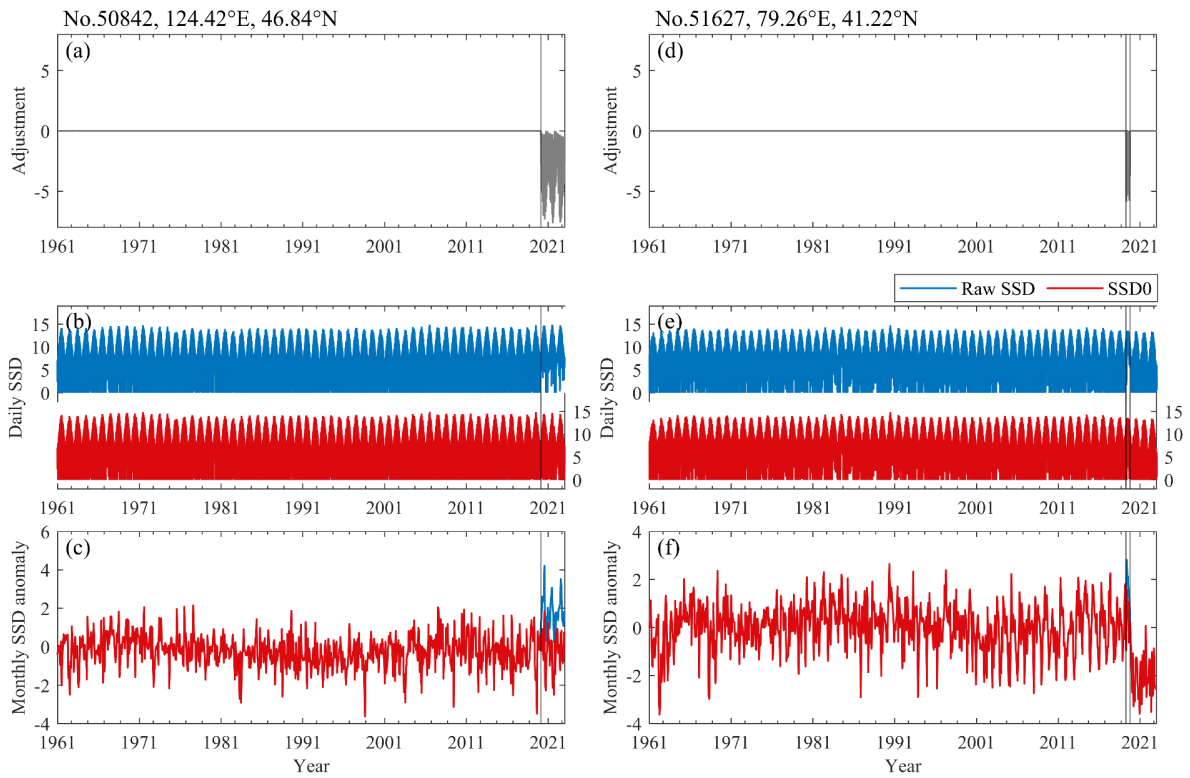 No.50842, 124.42°E, 46.84°N
(a)
Adjustment
5
0
-5
1961 1971 1981 1991 2001 2011 2021
(b)
Daily SSD
15
10
5
0
15
10
5
0
1961 1971 1981 1991 2001 2011 2021
(c)
Monthly SSD anomaly
6
4
2
0
-2
-4
1961 1971 1981 1991 2001 2011 2021
Year
No.51627, 79.26°E, 41.22°N
(d)
Adjustment
5
0
-5
1961 1971 1981 1991 2001 2011 2021
Raw SSD SSD0
(e)
Daily SSD
15
10
5
0
15
10
5
0
1961 1971 1981 1991 2001 2011 2021
(f)
Monthly SSD anomaly
4
2
0
-2
-4
1961 1971 1981 1991 2001 2011 2021
Year